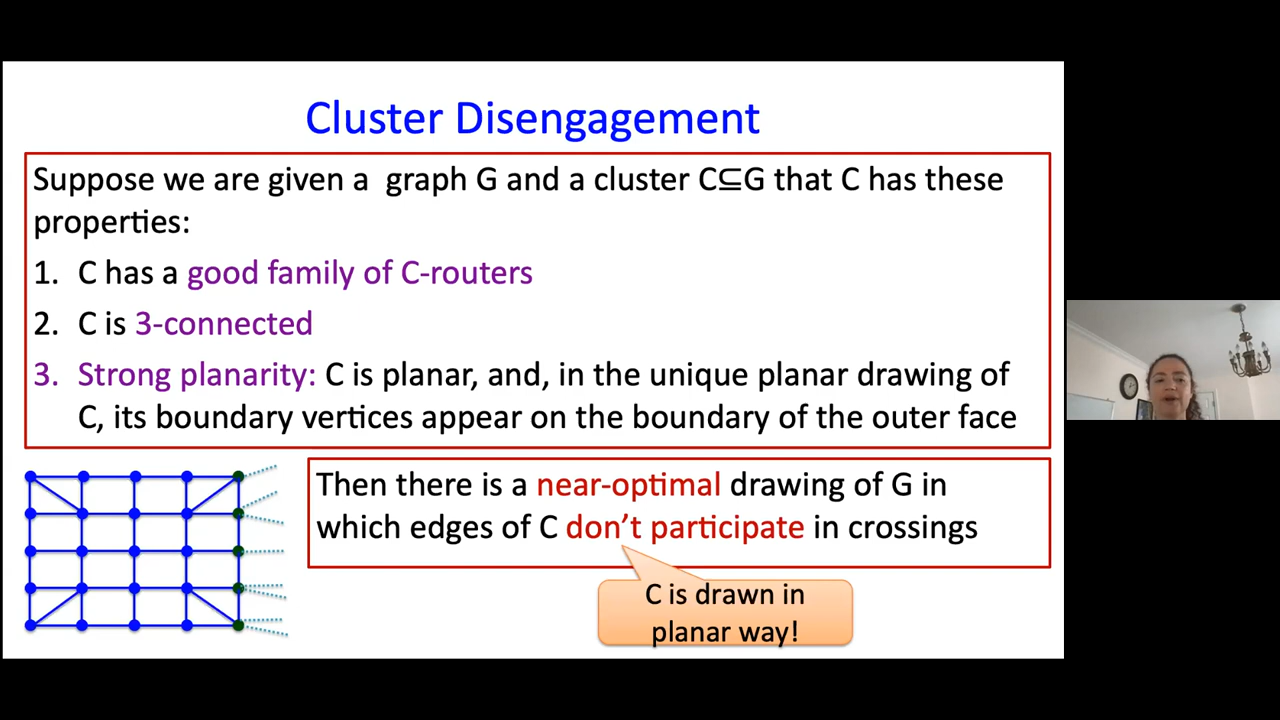 Cluster Disengagement
Suppose we are given a graph G and a cluster C⊆G that C has these
properties:
1. C has a good family of C-routers
2. C is 3-connected
3. Strong planarity: C is planar, and, in the unique planar drawing of
C, its boundary vertices appear on the boundary of the outer face
Then there is a near-optimal drawing of G in
which edges of C don't participate in crossings
C is drawn in
planar way!